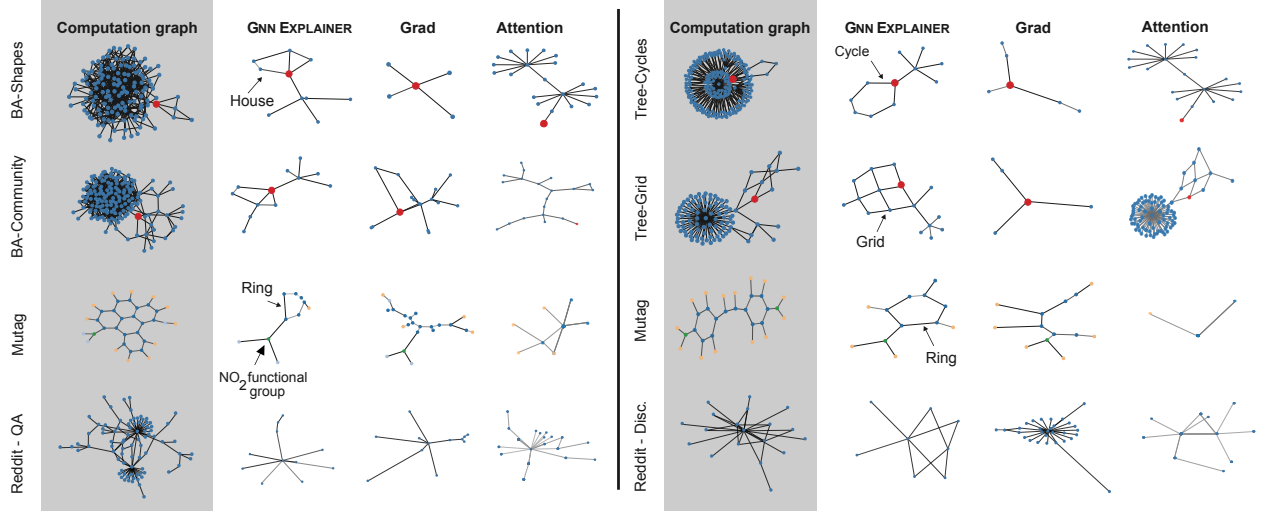 Computation graph
GNN EXPLAINER
Grad
Attention
BA-Shapes
House
BA-Community
Mutag
Ring
NO2 functional
group
Reddit - QA
Computation graph
GNN EXPLAINER
Grad
Attention
Tree-Cycles
Cycle
Tree-Grid
Grid
Mutag
Ring
Reddit - Disc.